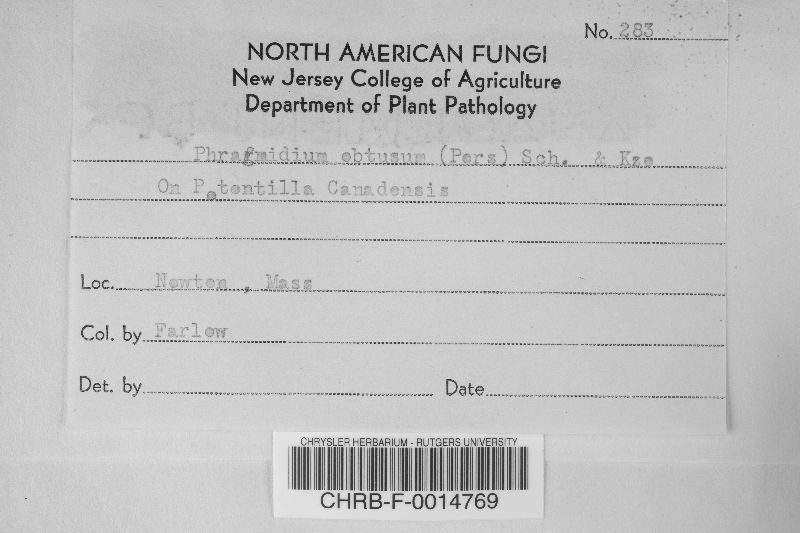 No. 283
NORTH AMERICAN FUNGI
New Jersey College of Agriculture
Department of Plant Pathology
Phragmidium obtusum (Pers) Sch. & Kze
On Potentilla Canadensis
Loc. Newton, Mass
Col. by Farlow
Det. by
Date
CHRYSLER HERBARIUM - RUTGERS UNIVERSITY
CHRB-F-0014769